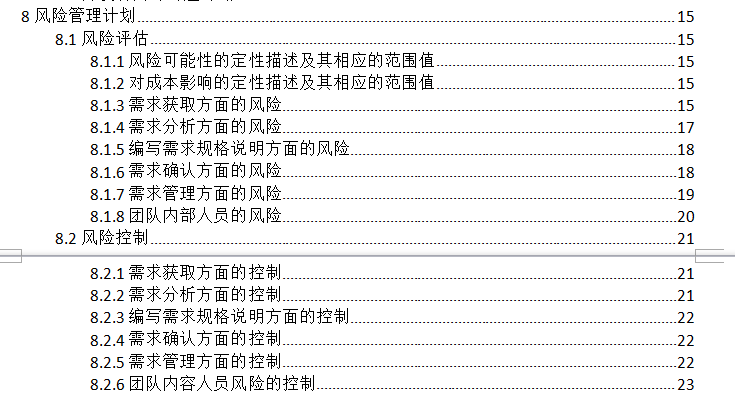 8 风险管理计划 15
8.1 风险评估 15
8.1.1 风险可能性的定性描述及其相应的范围值 15
8.1.2 对成本影响的定性描述及其相应的范围值 15
8.1.3 需求获取方面的风险 15
8.1.4 需求分析方面的风险 17
8.1.5 编写需求规格说明方面的风险 18
8.1.6 需求确认方面的风险 18
8.1.7 需求管理方面的风险 19
8.1.8 团队内部人员的风险 20
8.2 风险控制 21
8.2.1 需求获取方面的控制 21
8.2.2 需求分析方面的控制 21
8.2.3 编写需求规格说明方面的控制 22
8.2.4 需求确认方面的控制 22
8.2.5 需求管理方面的控制 22
8.2.6 团队内容人员风险的控制 23